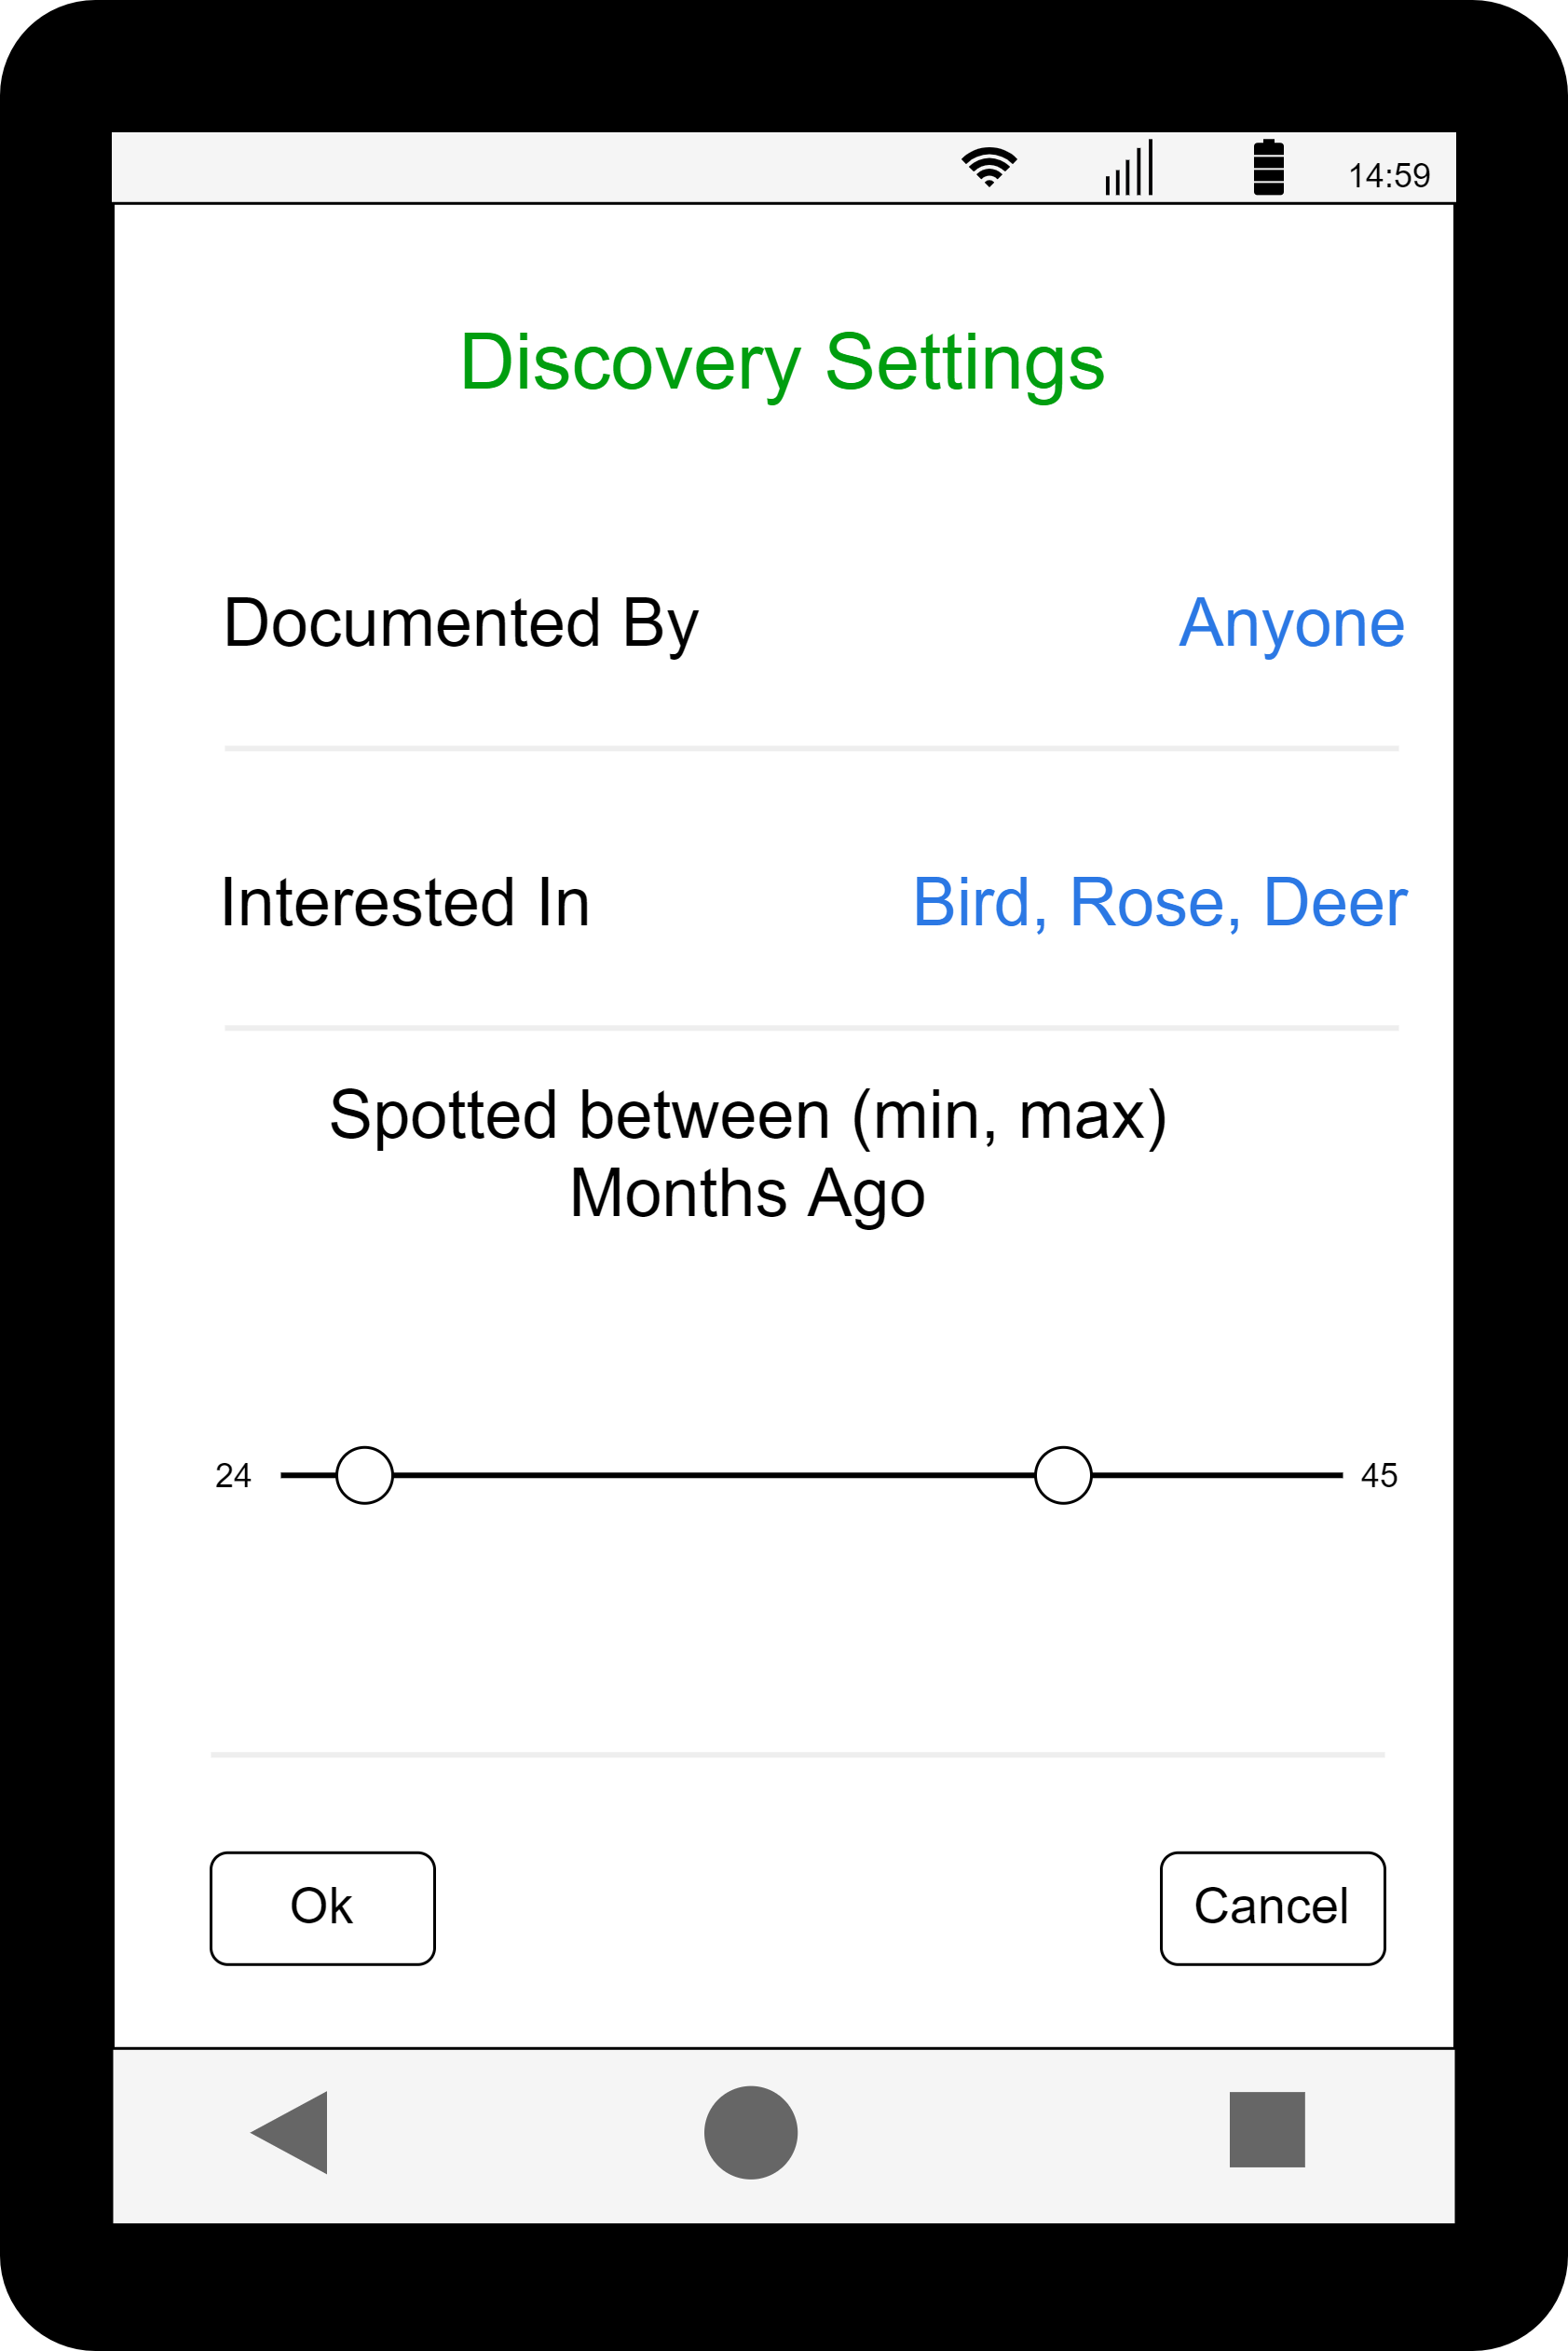 14:59
Discovery Settings
Documented By Anyone
Interested In Bird, Rose, Deer
Spotted between (min, max)
Months Ago
24 45
Ok Cancel